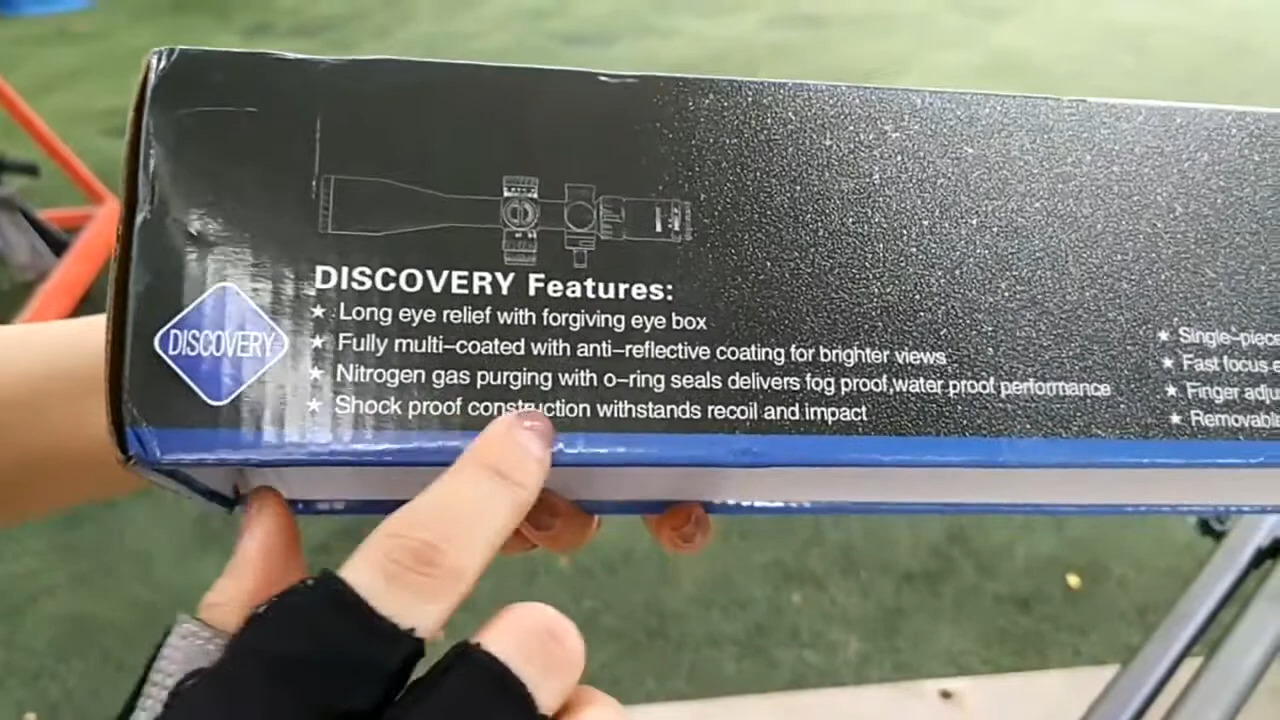 DISCOVERY
DISCOVERY Features:
★ Long eye relief with forgiving eye box
★ Fully multi–coated with anti–reflective coating for brighter views
★ Nitrogen gas purging with o–ring seals delivers fog proof,water proof performance
★ Shock proof construction withstands recoil and impact
★ Single-piece
★ Fast focus
★ Finger
★